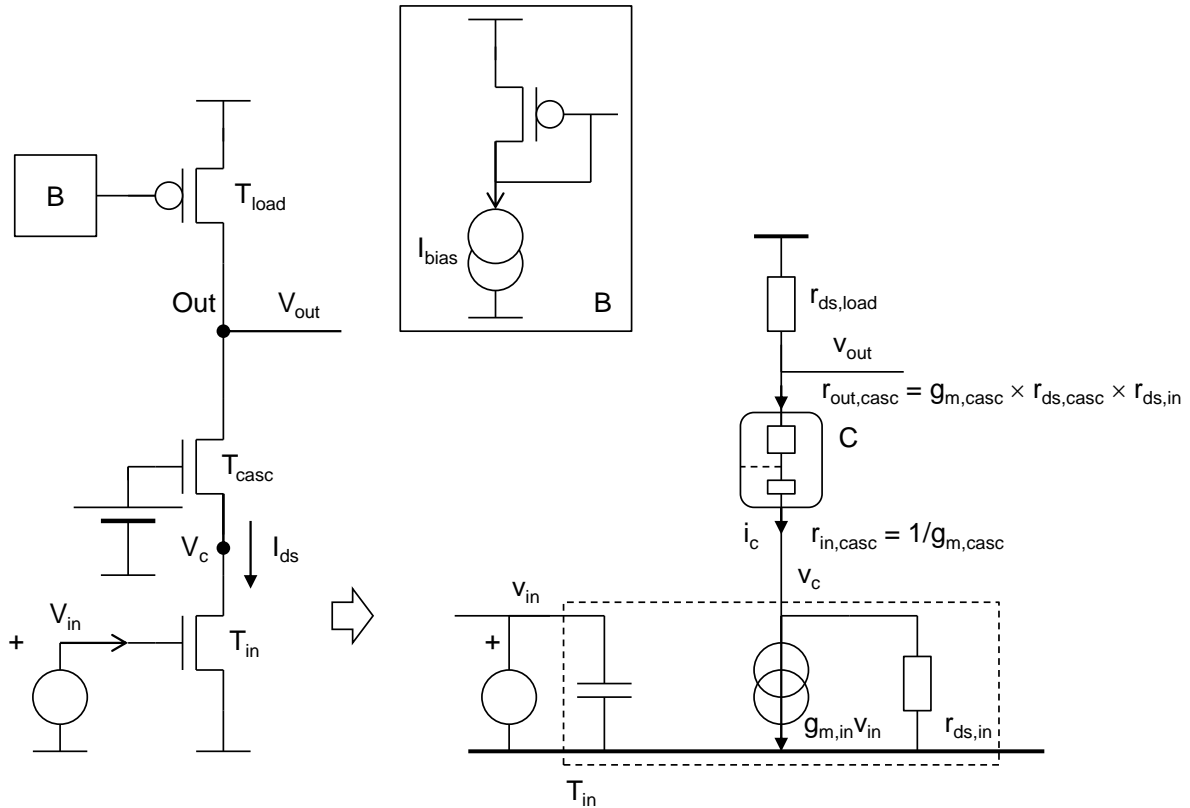 B
T_load
Out
V_out
T_casc
V_c
I_ds
V_in
+
T_in
I_bias
B
r_ds,load
v_out
r_out,casc = g_m,casc × r_ds,casc × r_ds,in
C
i_c
r_in,casc = 1/g_m,casc
v_c
v_in
+
g_m,in v_in
r_ds,in
T_in